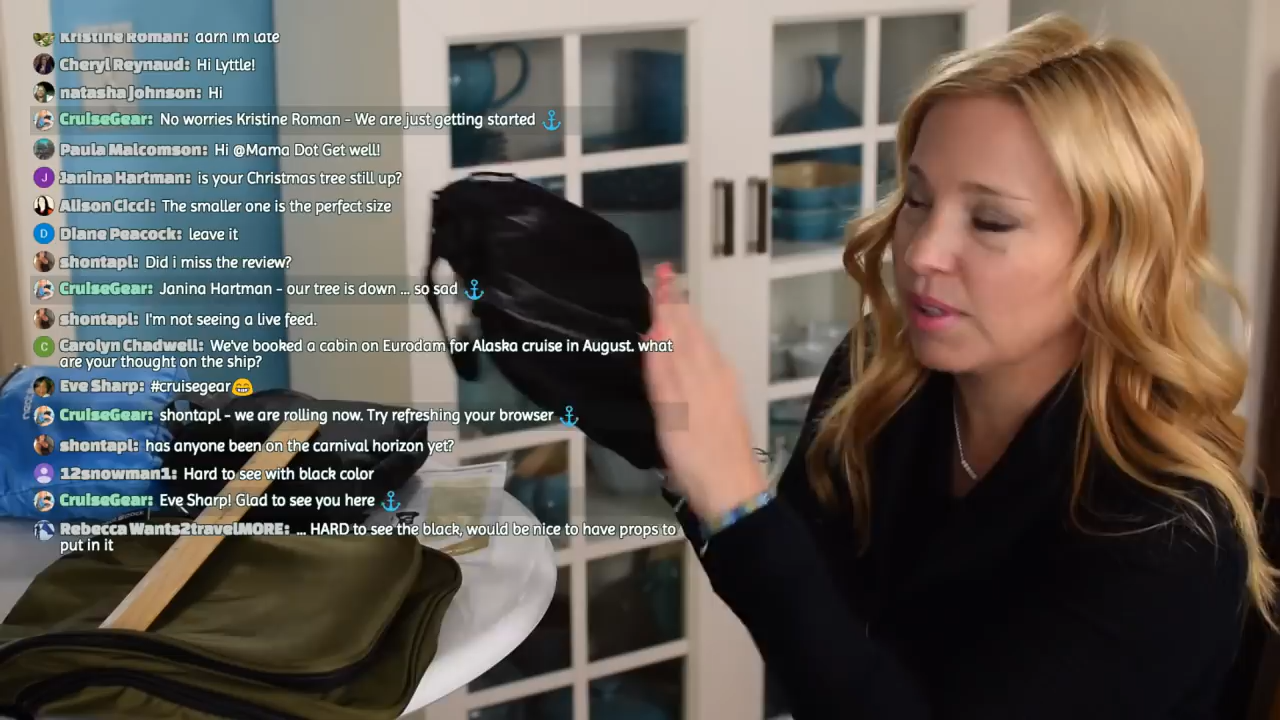 Kristine Roman: aarn im late
Cheryl Reynaud: Hi Lyttle!
natasha johnson: Hi
CruiseGear: No worries Kristine Roman - We are just getting started
Paula Malcomson: Hi @Mama Dot Get well!
J Janina Hartman: is your Christmas tree still up?
Alison Cicci: The smaller one is the perfect size
D Diane Peacock: leave it
shontapl: Did i miss the review?
CruiseGear: Janina Hartman - our tree is down ... so sad
shontapl: I'm not seeing a live feed.
C Carolyn Chadwell: We've booked a cabin on Eurodam for Alaska cruise in August. what
are your thought on the ship?
Eve Sharp: #cruisegear😁
CruiseGear: shontapl - we are rolling now. Try refreshing your browser
shontapl: has anyone been on the carnival horizon yet?
12snowman1: Hard to see with black color
CruiseGear: Eve Sharp! Glad to see you here
Rebecca Wants2travelMORE: ... HARD to see the black, would be nice to have props to
put in it